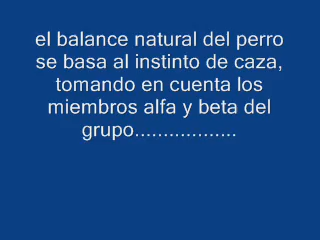 el balance natural del perro
se basa al instinto de caza,
tomando en cuenta los
miembros alfa y beta del
grupo..................